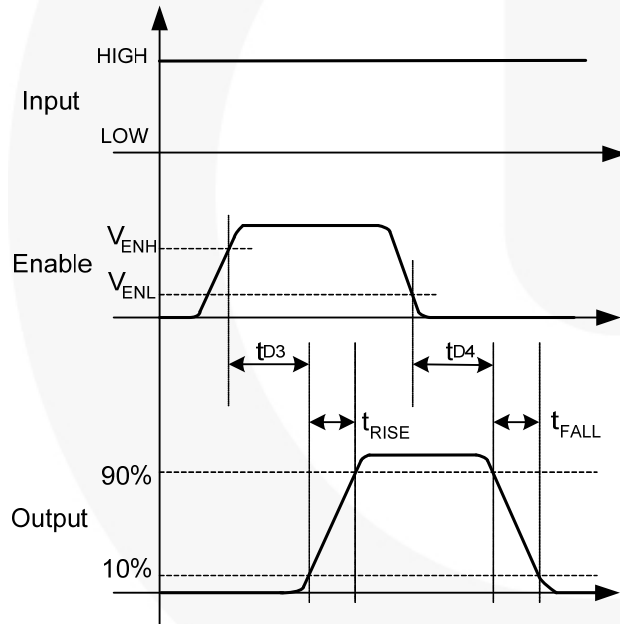 HIGH
Input
LOW
VENH
Enable
VENL
tD3
tD4
tRISE
tFALL
90%
Output
10%